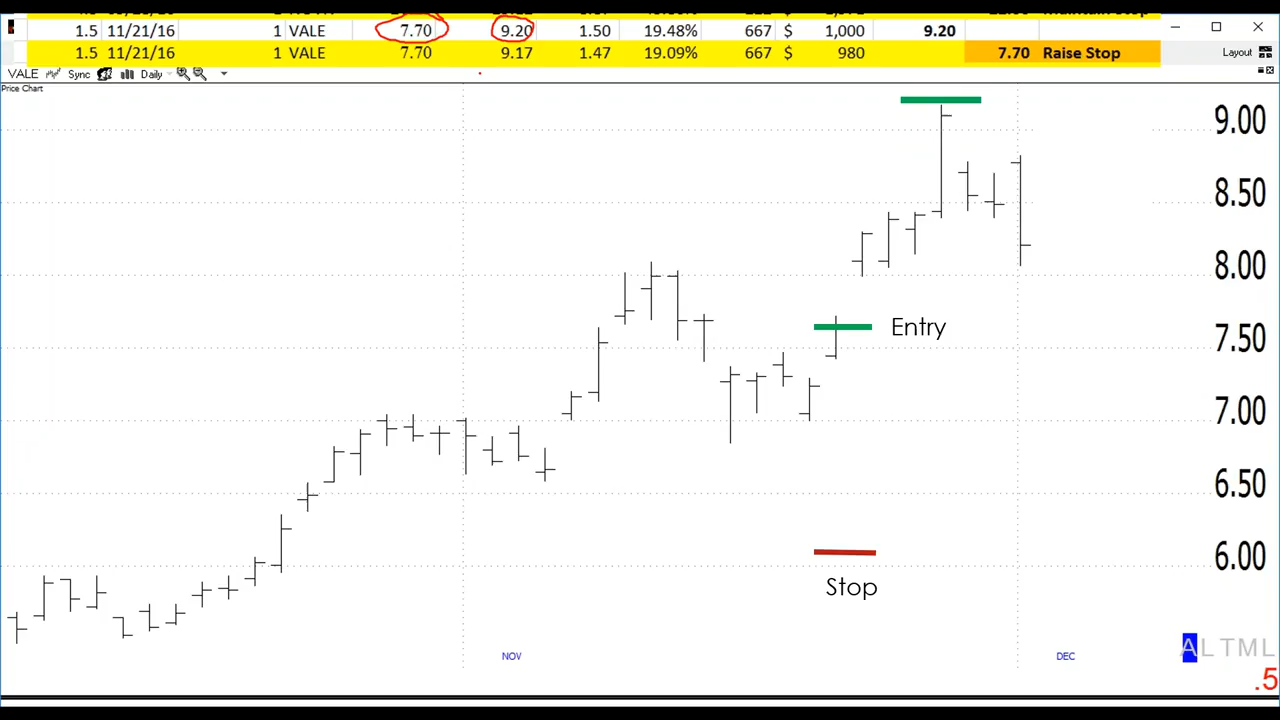 1.5 11/21/16 1 VALE 7.70 9.20 1.50 19.48% 667 $ 1,000 9.20
1.5 11/21/16 1 VALE 7.70 9.17 1.47 19.09% 667 $ 980 7.70 Raise Stop
Layout
VALE Sync Daily
Price Chart
9.00
8.50
8.00
Entry
7.50
7.00
6.50
6.00
Stop
NOV DEC
ALTML
.5